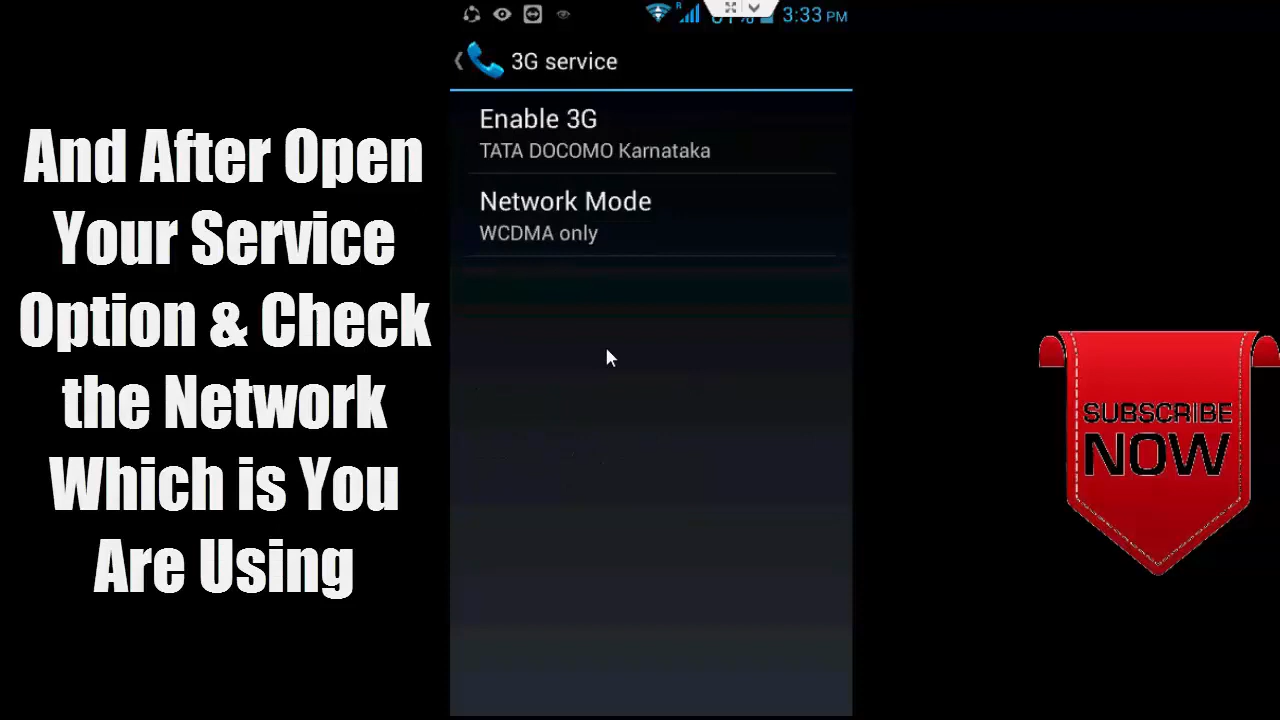 And After Open
Your Service
Option & Check
the Network
Which is You
Are Using
R
3:33 PM
3G service
Enable 3G
TATA DOCOMO Karnataka
Network Mode
WCDMA only
SUBSCRIBE
NOW